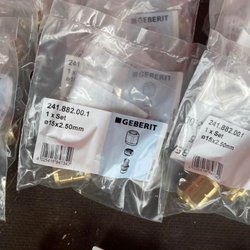 GEBERIT
241.882.00.1
1 x Set
ø15x2.50mm
GEBERIT
241.882.00.1
1 x Set
ø15x2.50mm